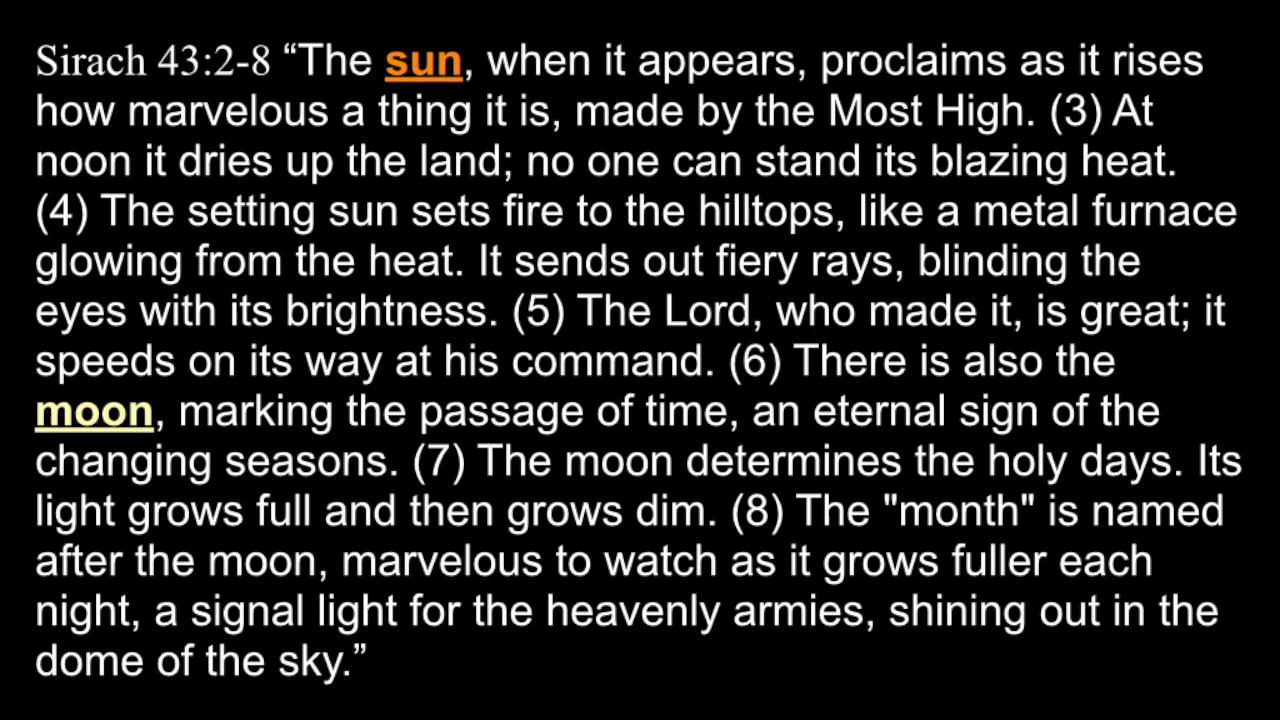 Sirach 43:2-8 “The sun, when it appears, proclaims as it rises
how marvelous a thing it is, made by the Most High. (3) At
noon it dries up the land; no one can stand its blazing heat.
(4) The setting sun sets fire to the hilltops, like a metal furnace
glowing from the heat. It sends out fiery rays, blinding the
eyes with its brightness. (5) The Lord, who made it, is great; it
speeds on its way at his command. (6) There is also the
moon, marking the passage of time, an eternal sign of the
changing seasons. (7) The moon determines the holy days. Its
light grows full and then grows dim. (8) The "month" is named
after the moon, marvelous to watch as it grows fuller each
night, a signal light for the heavenly armies, shining out in the
dome of the sky.”